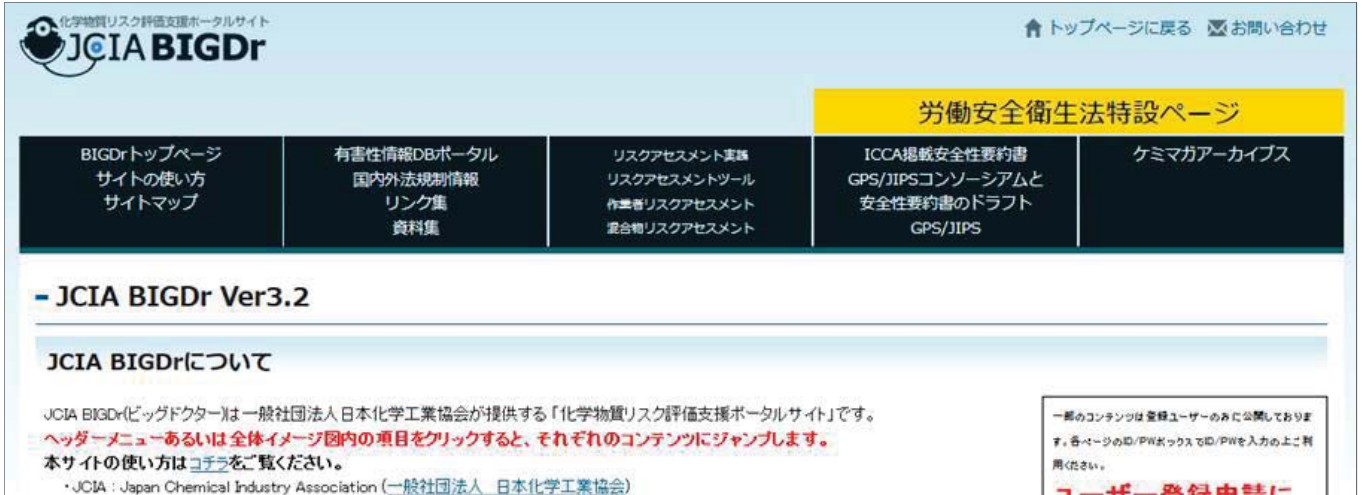 化学物質リスク評価支援ポータルサイト
JCIA BIGDr
トップページに戻る お問い合わせ
労働安全衛生法特設ページ
BIGDrトップページ
サイトの使い方
サイトマップ
有害性情報DBポータル
国内外法規制情報
リンク集
資料集
リスクアセスメント実践
リスクアセスメントツール
作業者リスクアセスメント
混合物リスクアセスメント
ICCA掲載安全性要約書
GPS/JIPSコンソーシアムと
安全性要約書のドラフト
GPS/JIPS
ケミマガアーカイブス
JCIA BIGDr Ver3.2
JCIA BIGDrについて
JCIA BIGDr(ビッグドクター)は一般社団法人日本化学工業協会が提供する「化学物質リスク評価支援ポータルサイト」です。
ヘッダーメニューあるいは全体イメージ図内の項目をクリックすると、それぞれのコンテンツにジャンプします。
本サイトの使い方はコチラをご覧ください。
・JCIA : Japan Chemical Industry Association (一般社団法人 日本化学工業協会)
一部のコンテンツは登録ユーザーのみに公開しておりま
す。各ページのID/PWボックスでID/PWを入力の上ご利
用ください。
ユーザー登録申請に